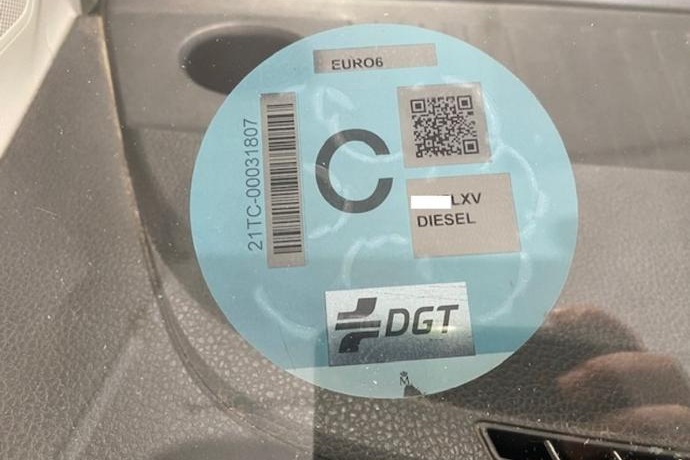 EURO6
21TC-00031807
C
LXV
DIESEL
DGT
M